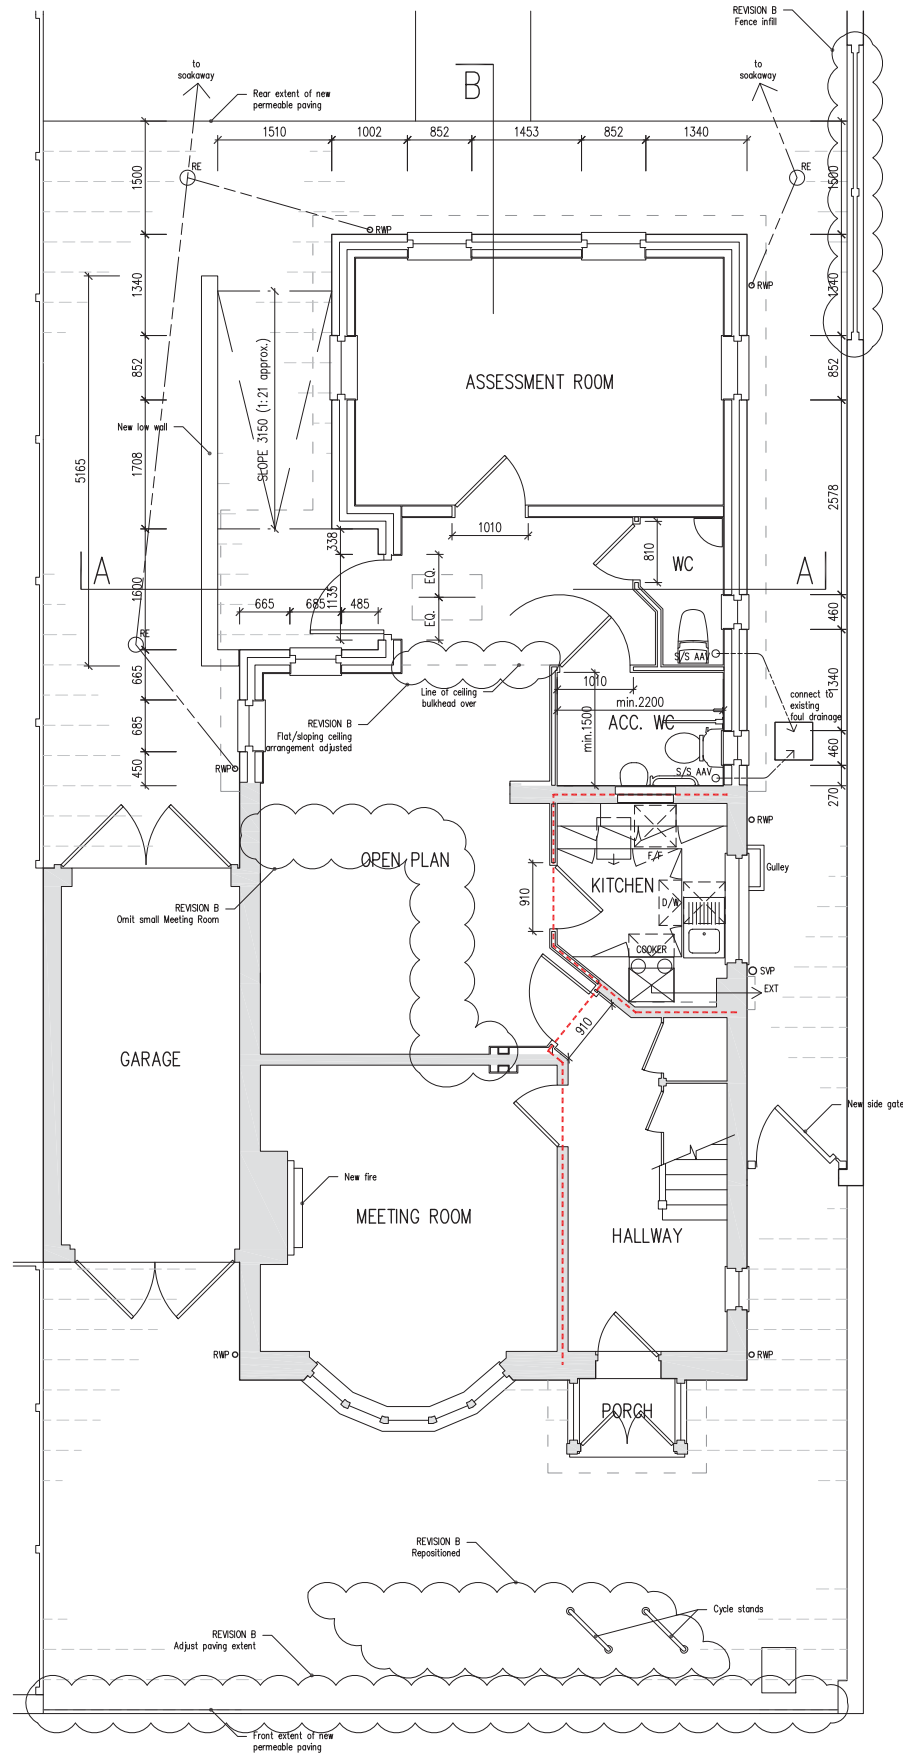 REVISION B
Fence infill
to
soakaway
to
soakaway
B
Rear extent of new
permeable paving
1510
1002
852
1453
852
1340
RE
RE
1500
1500
RWP
RWP
1340
1340
852
852
SLOPE 3150 (1:21 approx.)
ASSESSMENT ROOM
New low wall
5165
1708
2578
1010
338
810
WC
A
A
EQ.
EQ.
1600
1135
460
665
685
485
RE
S/S AAV
Line of ceiling
bulkhead over
1010
min.2200
min.1500
ACC. WC
665
1340
connect to
existing
foul drainage
REVISION B
Flat/sloping ceiling
arrangement adjusted
685
RWP
450
S/S AAV
460
270
RWP
OPEN PLAN
F/F
KITCHEN
Gulley
910
D/W
REVISION B
Omit small Meeting Room
COOKER
SVP
EXT
910
GARAGE
New side gate
New fire
MEETING ROOM
HALLWAY
RWP
RWP
PORCH
REVISION B
Repositioned
Cycle stands
REVISION B
Adjust paving extent
Front extent of new
permeable paving